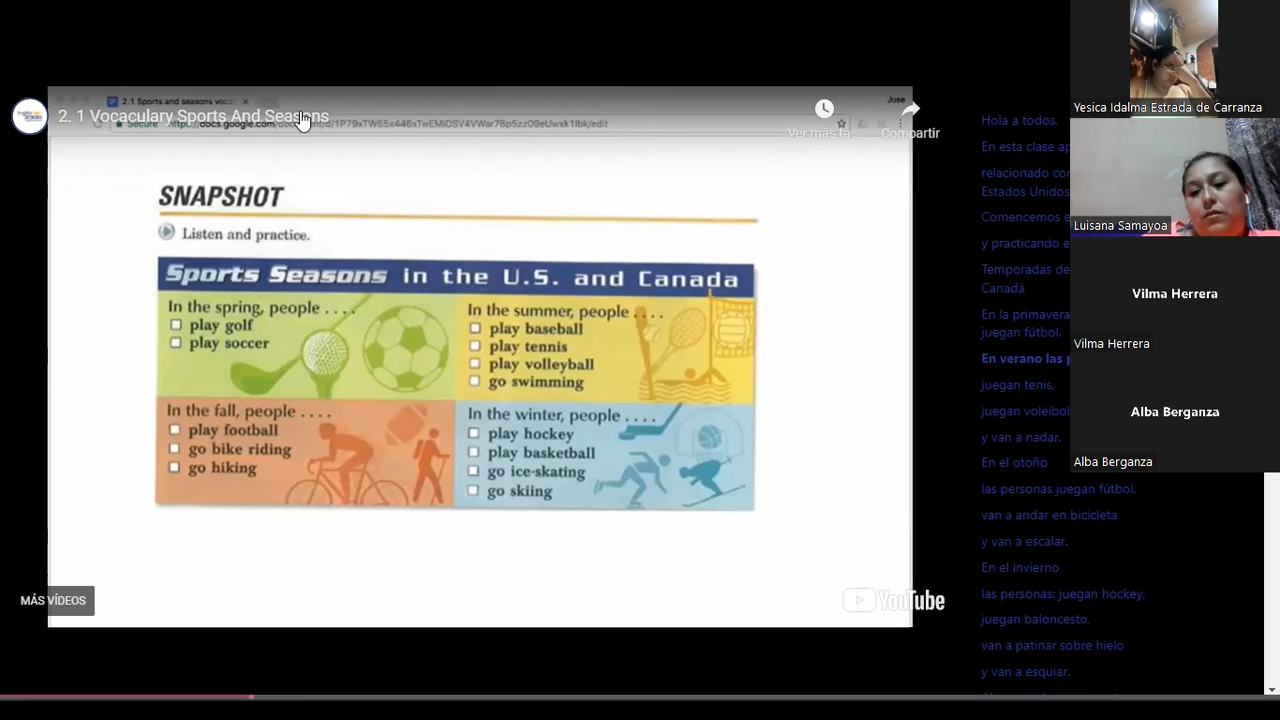 2.1 Sports and seasons voca
Jose
2. 1 Vocaculary Sports And Seasons
Ver más ta...
Compartir
SNAPSHOT
Listen and practice.
Sports Seasons in the U.S. and Canada
In the spring, people . . . .
play golf
play soccer
In the summer, people . . . .
play baseball
play tennis
play volleyball
go swimming
In the fall, people . . . .
play football
go bike riding
go hiking
In the winter, people . . . .
play hockey
play basketball
go ice-skating
go skiing
MÁS VÍDEOS
YouTube
Hola a todos.
En esta clase ap
relacionado co
Estados Unidos
Comencemos e
y practicando e
Temporadas de
Canadá
En la primavera
juegan fútbol.
En verano las p
juegan tenis,
juegan voleibol
y van a nadar.
En el otoño
las personas juegan fútbol,
van a andar en bicicleta
y van a escalar.
En el invierno
las personas: juegan hockey,
juegan baloncesto,
van a patinar sobre hielo
y van a esquiar.
Yesica Idalma Estrada de Carranza
Luisana Samayoa
Vilma Herrera
Vilma Herrera
Alba Berganza
Alba Berganza